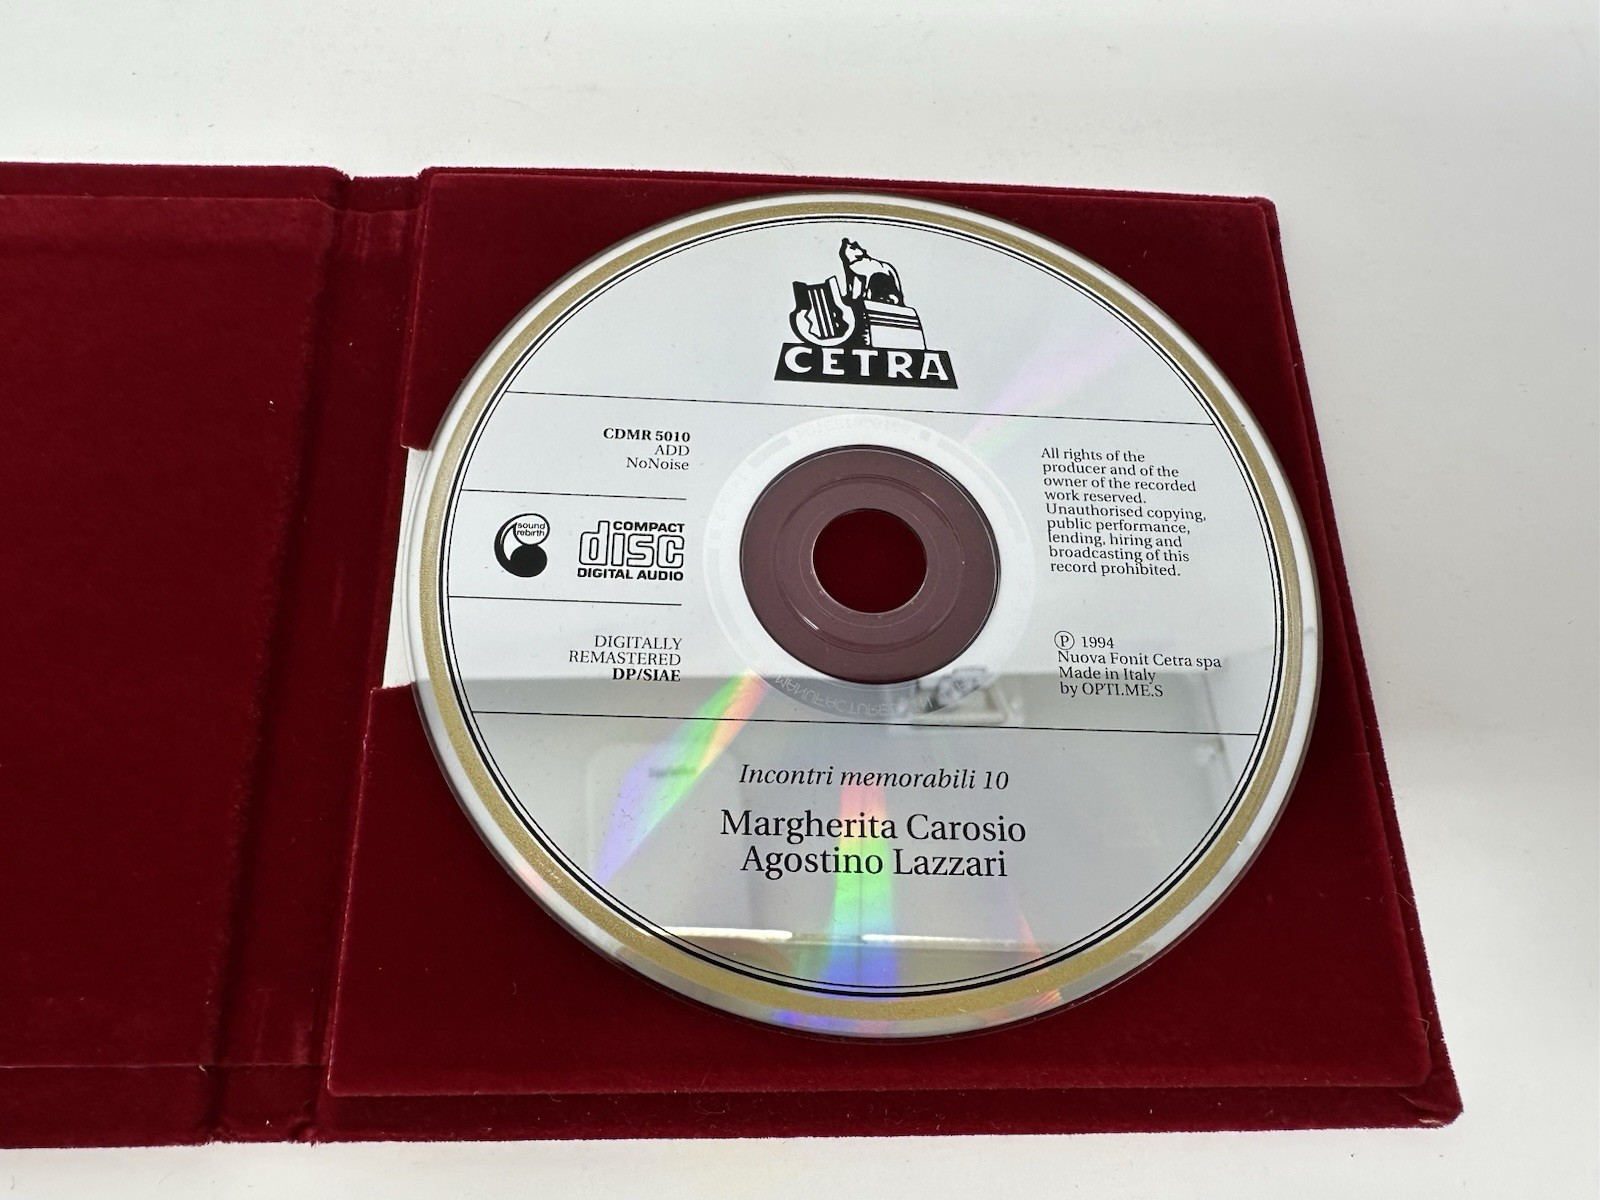 CETRA
CDMR 5010
ADD
NoNoise
sound
rebirth
COMPACT
disc
DIGITAL AUDIO
DIGITALLY
REMASTERED
DP/SIAE
All rights of the
producer and of the
owner of the recorded
work reserved.
Unauthorised copying,
public performance,
lending, hiring and
broadcasting of this
record prohibited.
Ⓟ 1994
Nuova Fonit Cetra spa
Made in Italy
by OPTI.ME.S
Incontri memorabili 10
Margherita Carosio
Agostino Lazzari